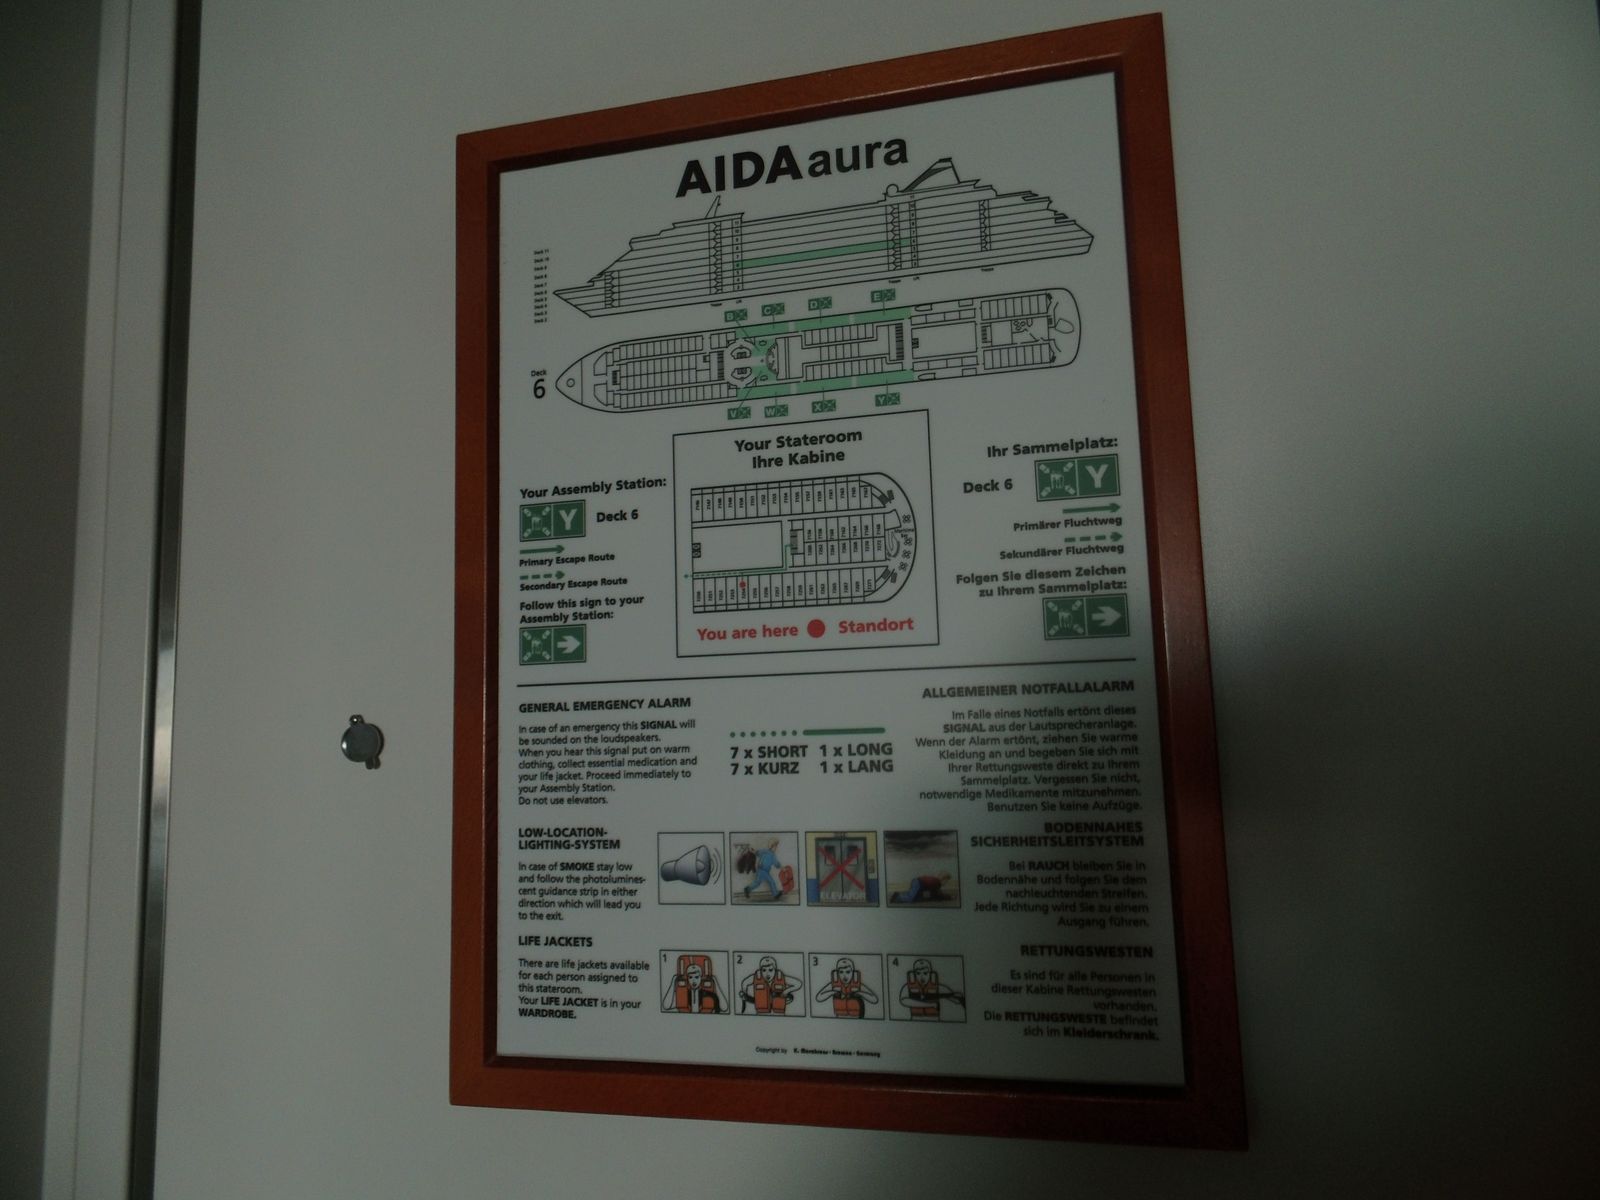 AIDAaura
Deck 11
Deck 10
B
C
D
E
Deck
6
V
W
X
Y
Your Stateroom
Ihre Kabine
You are here
Standort
Your Assembly Station:
Y
Deck 6
Primary Escape Route
Secondary Escape Route
Follow this sign to your
Assembly Station:
Ihr Sammelplatz:
Deck 6
Y
Primärer Fluchtweg
Sekundärer Fluchtweg
Folgen Sie diesem Zeichen
zu Ihrem Sammelplatz:
GENERAL EMERGENCY ALARM
In case of an emergency this SIGNAL will
be sounded on the loudspeakers.
When you hear this signal put on warm
clothing, collect essential medication and
your life jacket. Proceed immediately to
your Assembly Station.
Do not use elevators.
7 x SHORT 1 x LONG
7 x KURZ 1 x LANG
ALLGEMEINER NOTFALLALARM
Im Falle eines Notfalls ertönt dieses
SIGNAL aus der Lautsprecheranlage.
Wenn der Alarm ertönt, ziehen Sie warme
Kleidung an und begeben Sie sich mit
Ihrer Rettungsweste direkt zu Ihrem
Sammelplatz. Vergessen Sie nicht,
notwendige Medikamente mitzunehmen.
Benutzen Sie keine Aufzüge.
LOW-LOCATION-
LIGHTING-SYSTEM
In case of SMOKE stay low
and follow the photolumines-
cent guidance strip in either
direction which will lead you
to the exit.
ELEVATOR
BODENNAHES
SICHERHEITSLEITSYSTEM
Bei RAUCH bleiben Sie in
Bodennähe und folgen Sie dem
nachleuchtenden Streifen.
Jede Richtung wird Sie zu einem
Ausgang führen.
LIFE JACKETS
There are life jackets available
for each person assigned to
this stateroom.
Your LIFE JACKET is in your
WARDROBE.
1
2
3
4
RETTUNGSWESTEN
Es sind für alle Personen in
dieser Kabine Rettungswesten
vorhanden.
Die RETTUNGSWESTE befindet
sich im Kleiderschrank.
Copyright by